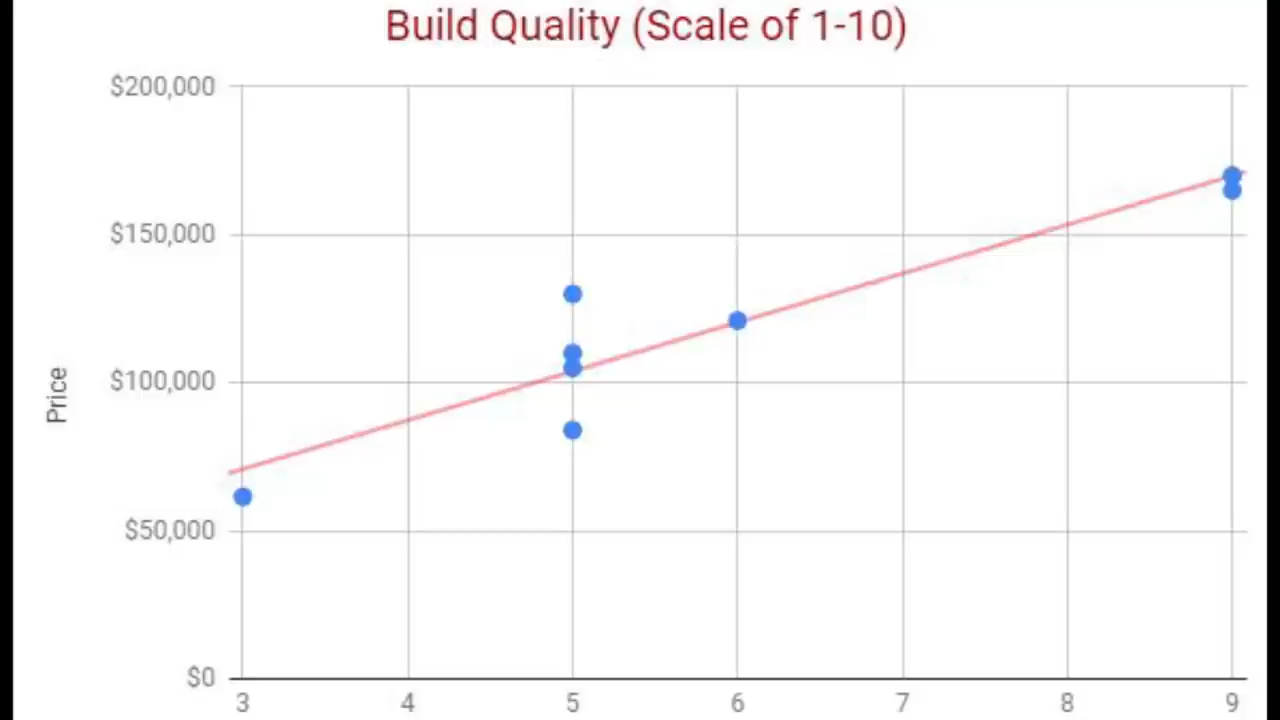 Build Quality (Scale of 1-10)
$200,000
$150,000
$100,000
$50,000
$0
Price
3 4 5 6 7 8 9